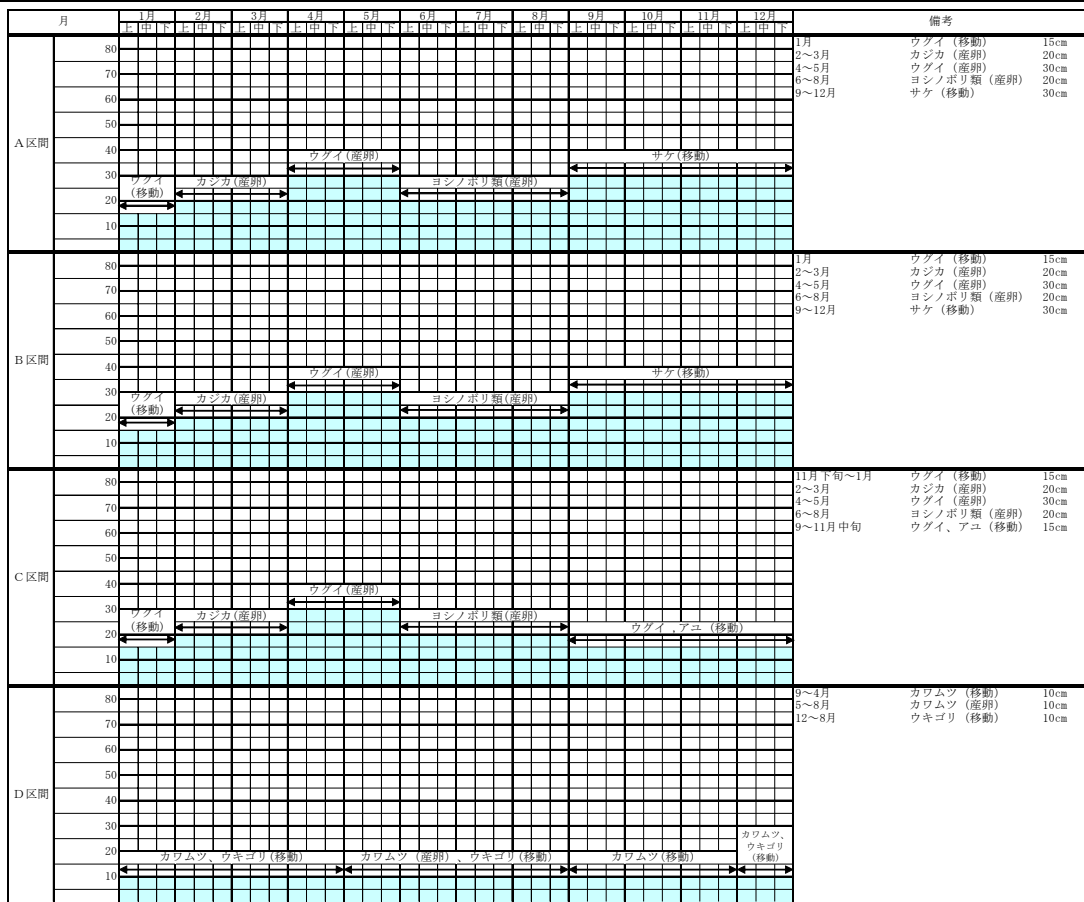 月 1月 2月 3月 4月 5月 6月 7月 8月 9月 10月 11月 12月 備考
上 中 下 上 中 下 上 中 下 上 中 下 上 中 下 上 中 下 上 中 下 上 中 下 上 中 下 上 中 下 上 中 下 上 中 下
A区間
80
70
60
50
40
30
20
10
ウグイ(産卵)
サケ(移動)
ウグイ
(移動)
カジカ(産卵)
ヨシノボリ類(産卵)
1月 ウグイ（移動） 15cm
2～3月 カジカ（産卵） 20cm
4～5月 ウグイ（産卵） 30cm
6～8月 ヨシノボリ類（産卵） 20cm
9～12月 サケ（移動） 30cm
B区間
80
70
60
50
40
30
20
10
ウグイ(産卵)
サケ(移動)
ウグイ
(移動)
カジカ(産卵)
ヨシノボリ類(産卵)
1月 ウグイ（移動） 15cm
2～3月 カジカ（産卵） 20cm
4～5月 ウグイ（産卵） 30cm
6～8月 ヨシノボリ類（産卵） 20cm
9～12月 サケ（移動） 30cm
C区間
80
70
60
50
40
30
20
10
ウグイ(産卵)
ウグイ
(移動)
カジカ(産卵)
ヨシノボリ類(産卵)
ウグイ ,アユ（移動）
11月下旬～1月 ウグイ（移動） 15cm
2～3月 カジカ（産卵） 20cm
4～5月 ウグイ（産卵） 30cm
6～8月 ヨシノボリ類（産卵） 20cm
9～11月中旬 ウグイ、アユ（移動） 15cm
D区間
80
70
60
50
40
30
20
10
カワムツ、ウキゴリ(移動)
カワムツ（産卵）、ウキゴリ(移動)
カワムツ(移動)
カワムツ、
ウキゴリ
(移動)
9～4月 カワムツ（移動） 10cm
5～8月 カワムツ（産卵） 10cm
12～8月 ウキゴリ（移動） 10cm